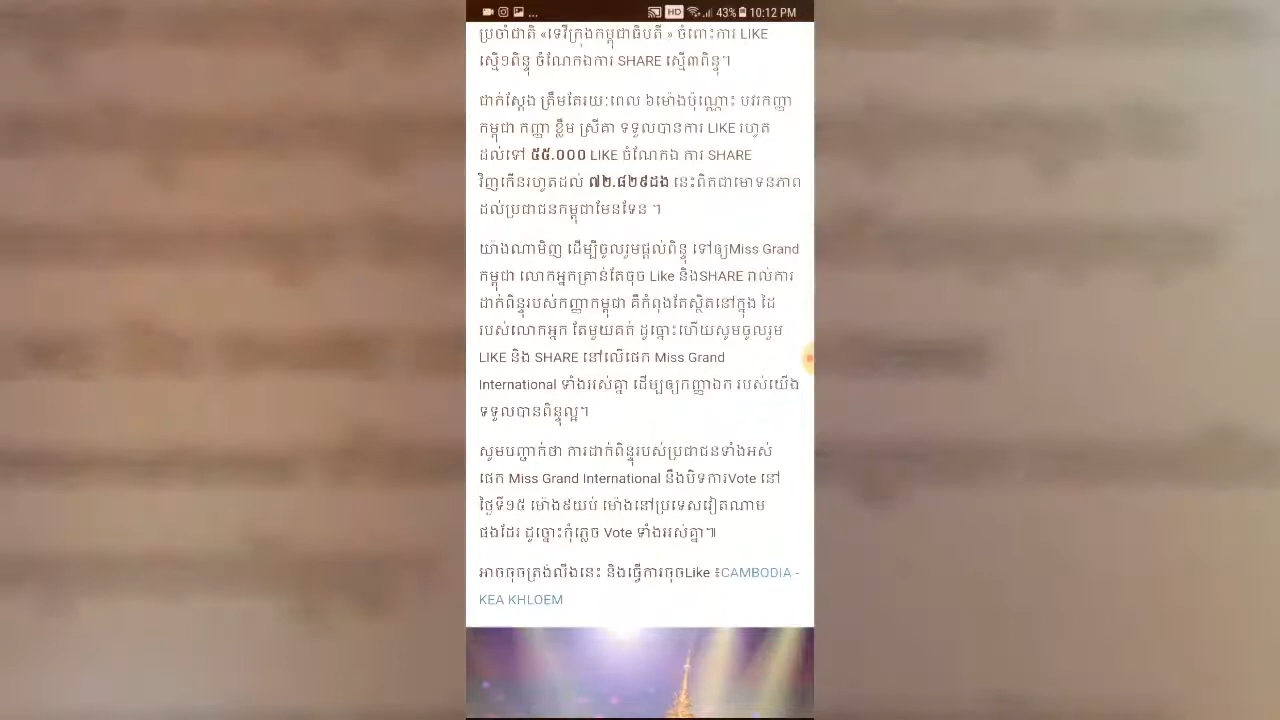 ... 43% 10:12 PM
HD
ប្រចាំជាតិ «ទេវីក្រុងកម្ពុជាធិបតី » ចំពោះការ LIKE
ស្មើ១ពិន្ទុ ចំណែកឯការ SHARE ស្មើ៣ពិន្ទុ។
ជាក់ស្តែង ត្រឹមតែរយៈពេល ៦ម៉ោងប៉ុណ្ណោះ បវរកញ្ញា
កម្ពុជា កញ្ញា ខ្លឹម ស្រីគា ទទួលបានការ LIKE រហូត
ដល់ទៅ ៥៥.០០០ LIKE ចំណែកឯ ការ SHARE
វិញកើនរហូតដល់ ៧២.៨២៩ដង នេះពិតជាមោទនភាព
ដល់ប្រជាជនកម្ពុជាមែនទែន ។
យ៉ាងណាមិញ ដើម្បីចូលរួមផ្តល់ពិន្ទុ ទៅឲ្យMiss Grand
កម្ពុជា លោកអ្នកគ្រាន់តែចុច Like និងSHARE រាល់ការ
ដាក់ពិន្ទុរបស់កញ្ញាកម្ពុជា គឺកំពុងតែស្ថិតនៅក្នុង ដៃ
របស់លោកអ្នក តែមួយគត់ ដូច្នោះហើយសូមចូលរួម
LIKE និង SHARE នៅលើផេក Miss Grand
International ទាំងអស់គ្នា ដើម្បឲ្យកញ្ញាឯក របស់យើង
ទទួលបានពិន្ទុល្អ។
សូមបញ្ជាក់ថា ការដាក់ពិន្ទុរបស់ប្រជាជនទាំងអស់
ផេក Miss Grand International នឹងបិទការVote នៅ
ថ្ងៃទី១៥ ម៉ោង៩យប់ ម៉ោងនៅប្រទេសវៀតណាម
ផងដែរ ដូច្នោះកុំភ្លេច Vote ទាំងអស់គ្នា៕
អាចចុចត្រង់លីងនេះ និងធ្វើការចុចLike ៖CAMBODIA -
KEA KHLOEM